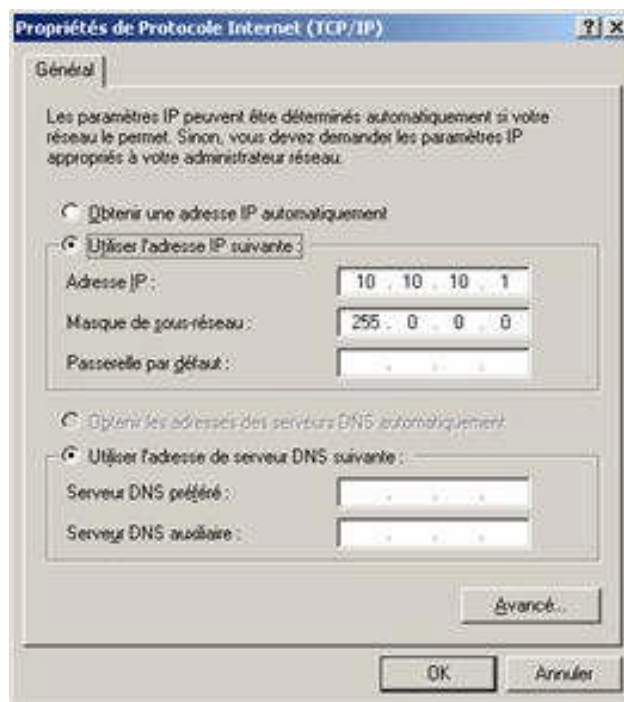 Propriétés de Protocole Internet (TCP/IP)
Général
Les paramètres IP peuvent être déterminés automatiquement si votre
réseau le permet. Sinon, vous devez demander les paramètres IP
appropriés à votre administrateur réseau.
Obtenir une adresse IP automatiquement
Utiliser l'adresse IP suivante :
Adresse IP : 10 . 10 . 10 . 1
Masque de sous-réseau : 255 . 0 . 0 . 0
Passerelle par défaut : . . .
Obtenir les adresses des serveurs DNS automatiquement
Utiliser l'adresse de serveur DNS suivante :
Serveur DNS préféré : . . .
Serveur DNS auxiliaire : . . .
Avancé...
OK Annuler